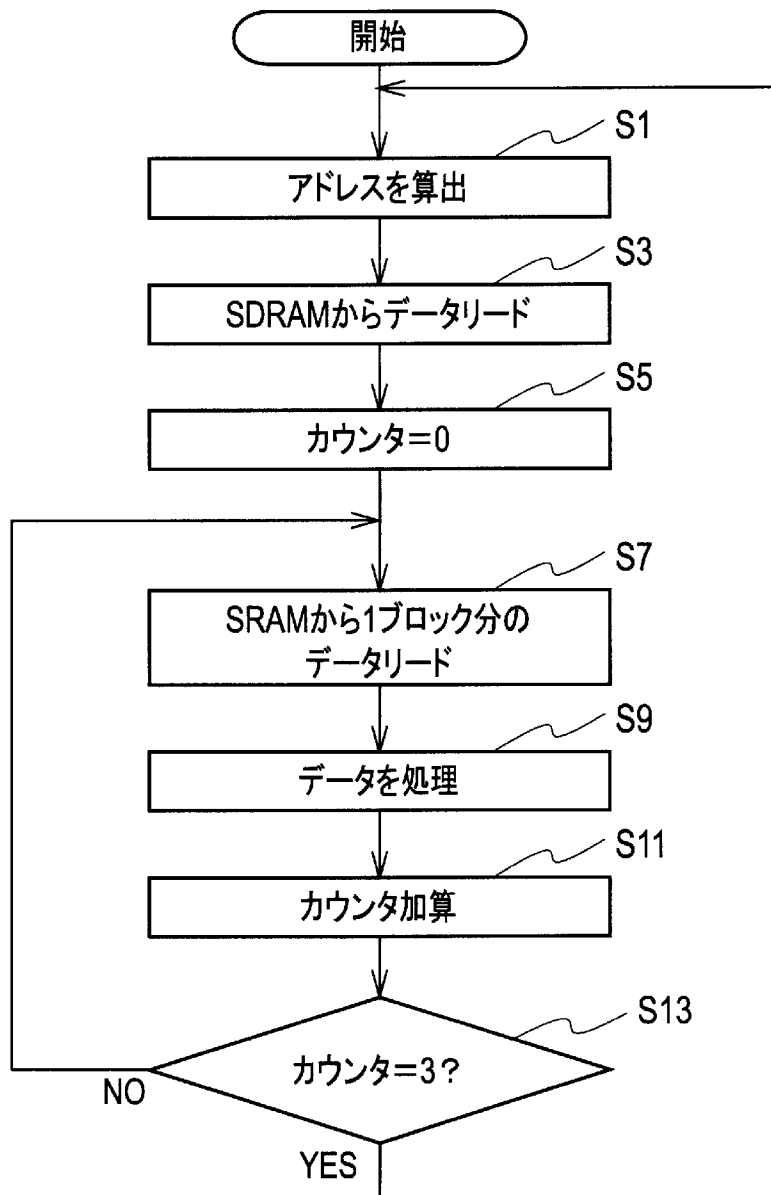 開始
S1
アドレスを算出
S3
SDRAMからデータリード
S5
カウンタ＝0
S7
SRAMから1ブロック分の
データリード
S9
データを処理
S11
カウンタ加算
S13
カウンタ＝3？
NO
YES